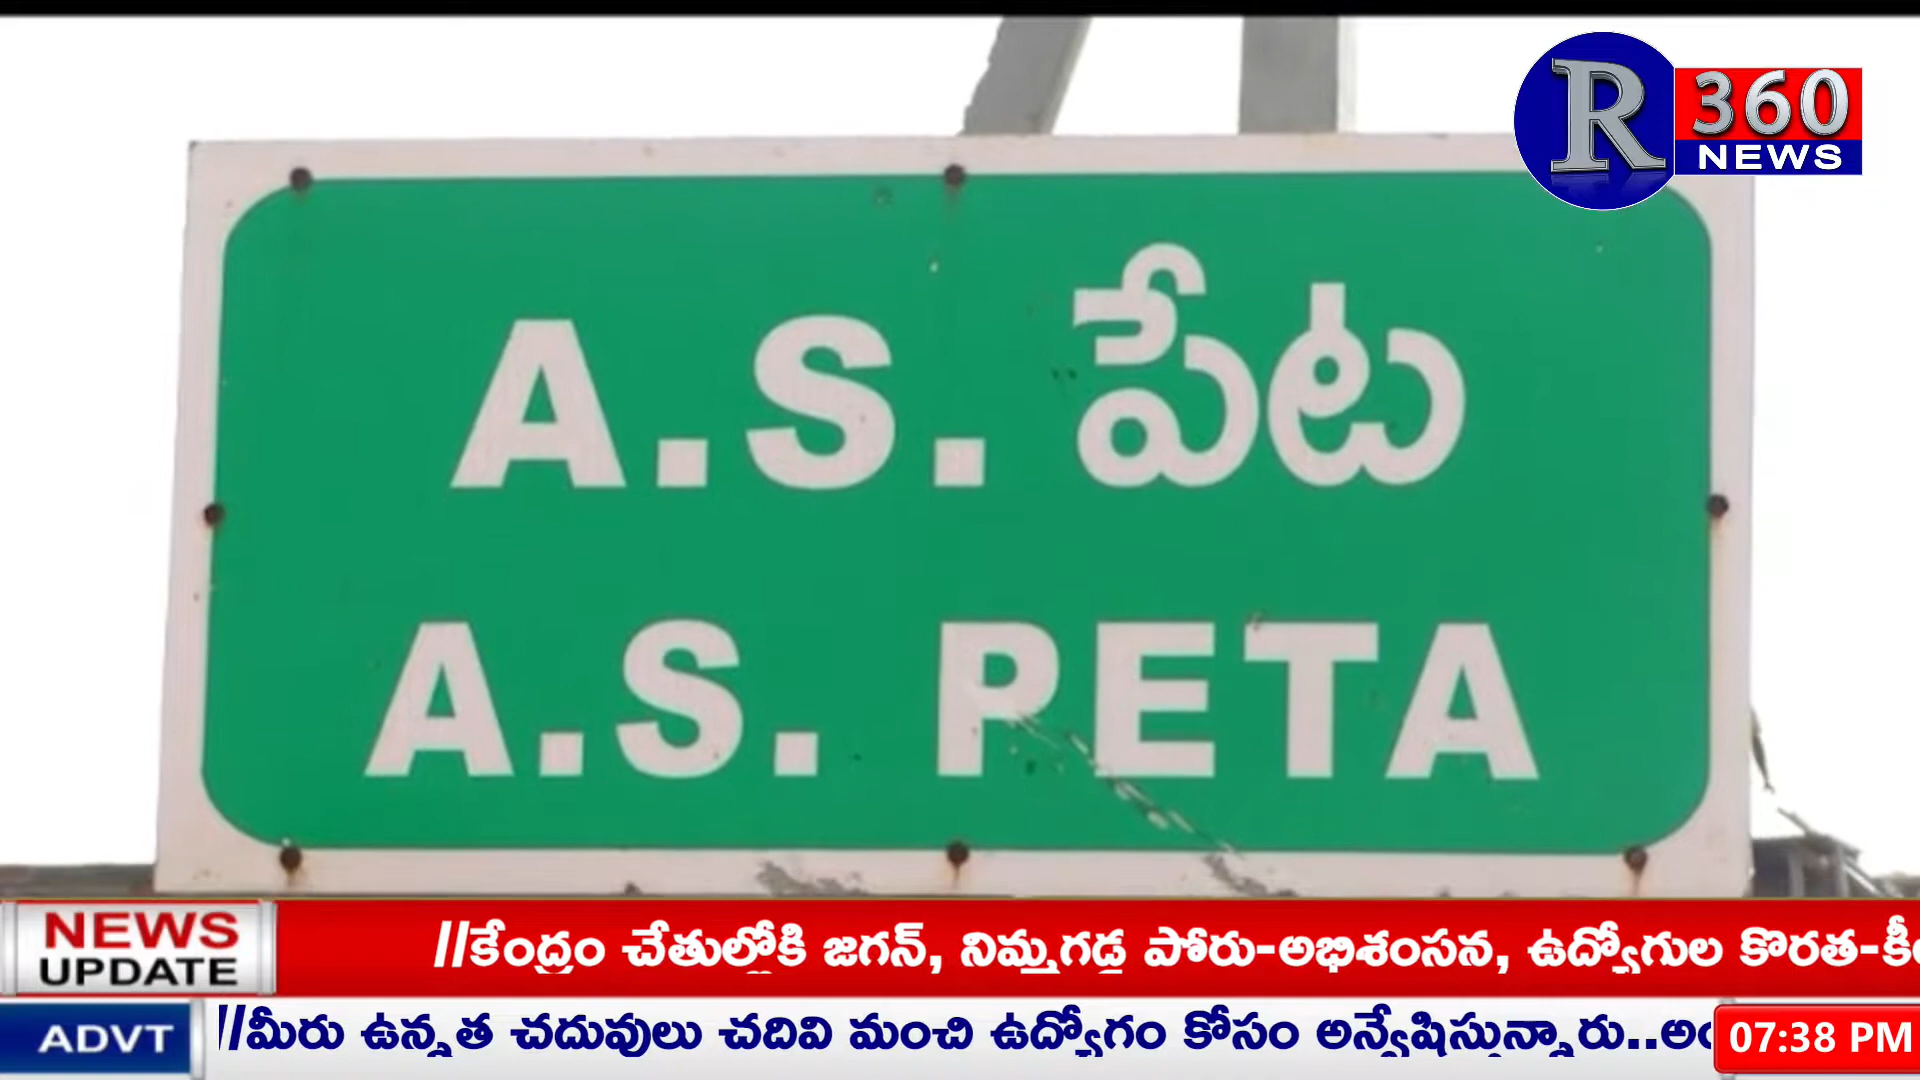 R 360
NEWS
A.S. పేట
A.S. PETA
NEWS
UPDATE
//కేంద్రం చేతుల్లోకి జగన్, నిమ్మగడ్డ పోరు-అభిశంసన, ఉద్యోగుల కొరత-
ADVT
//మీరు ఉన్నత చదువులు చదివి మంచి ఉద్యోగం కోసం అన్వేషిస్తున్నారు..
07:38 PM